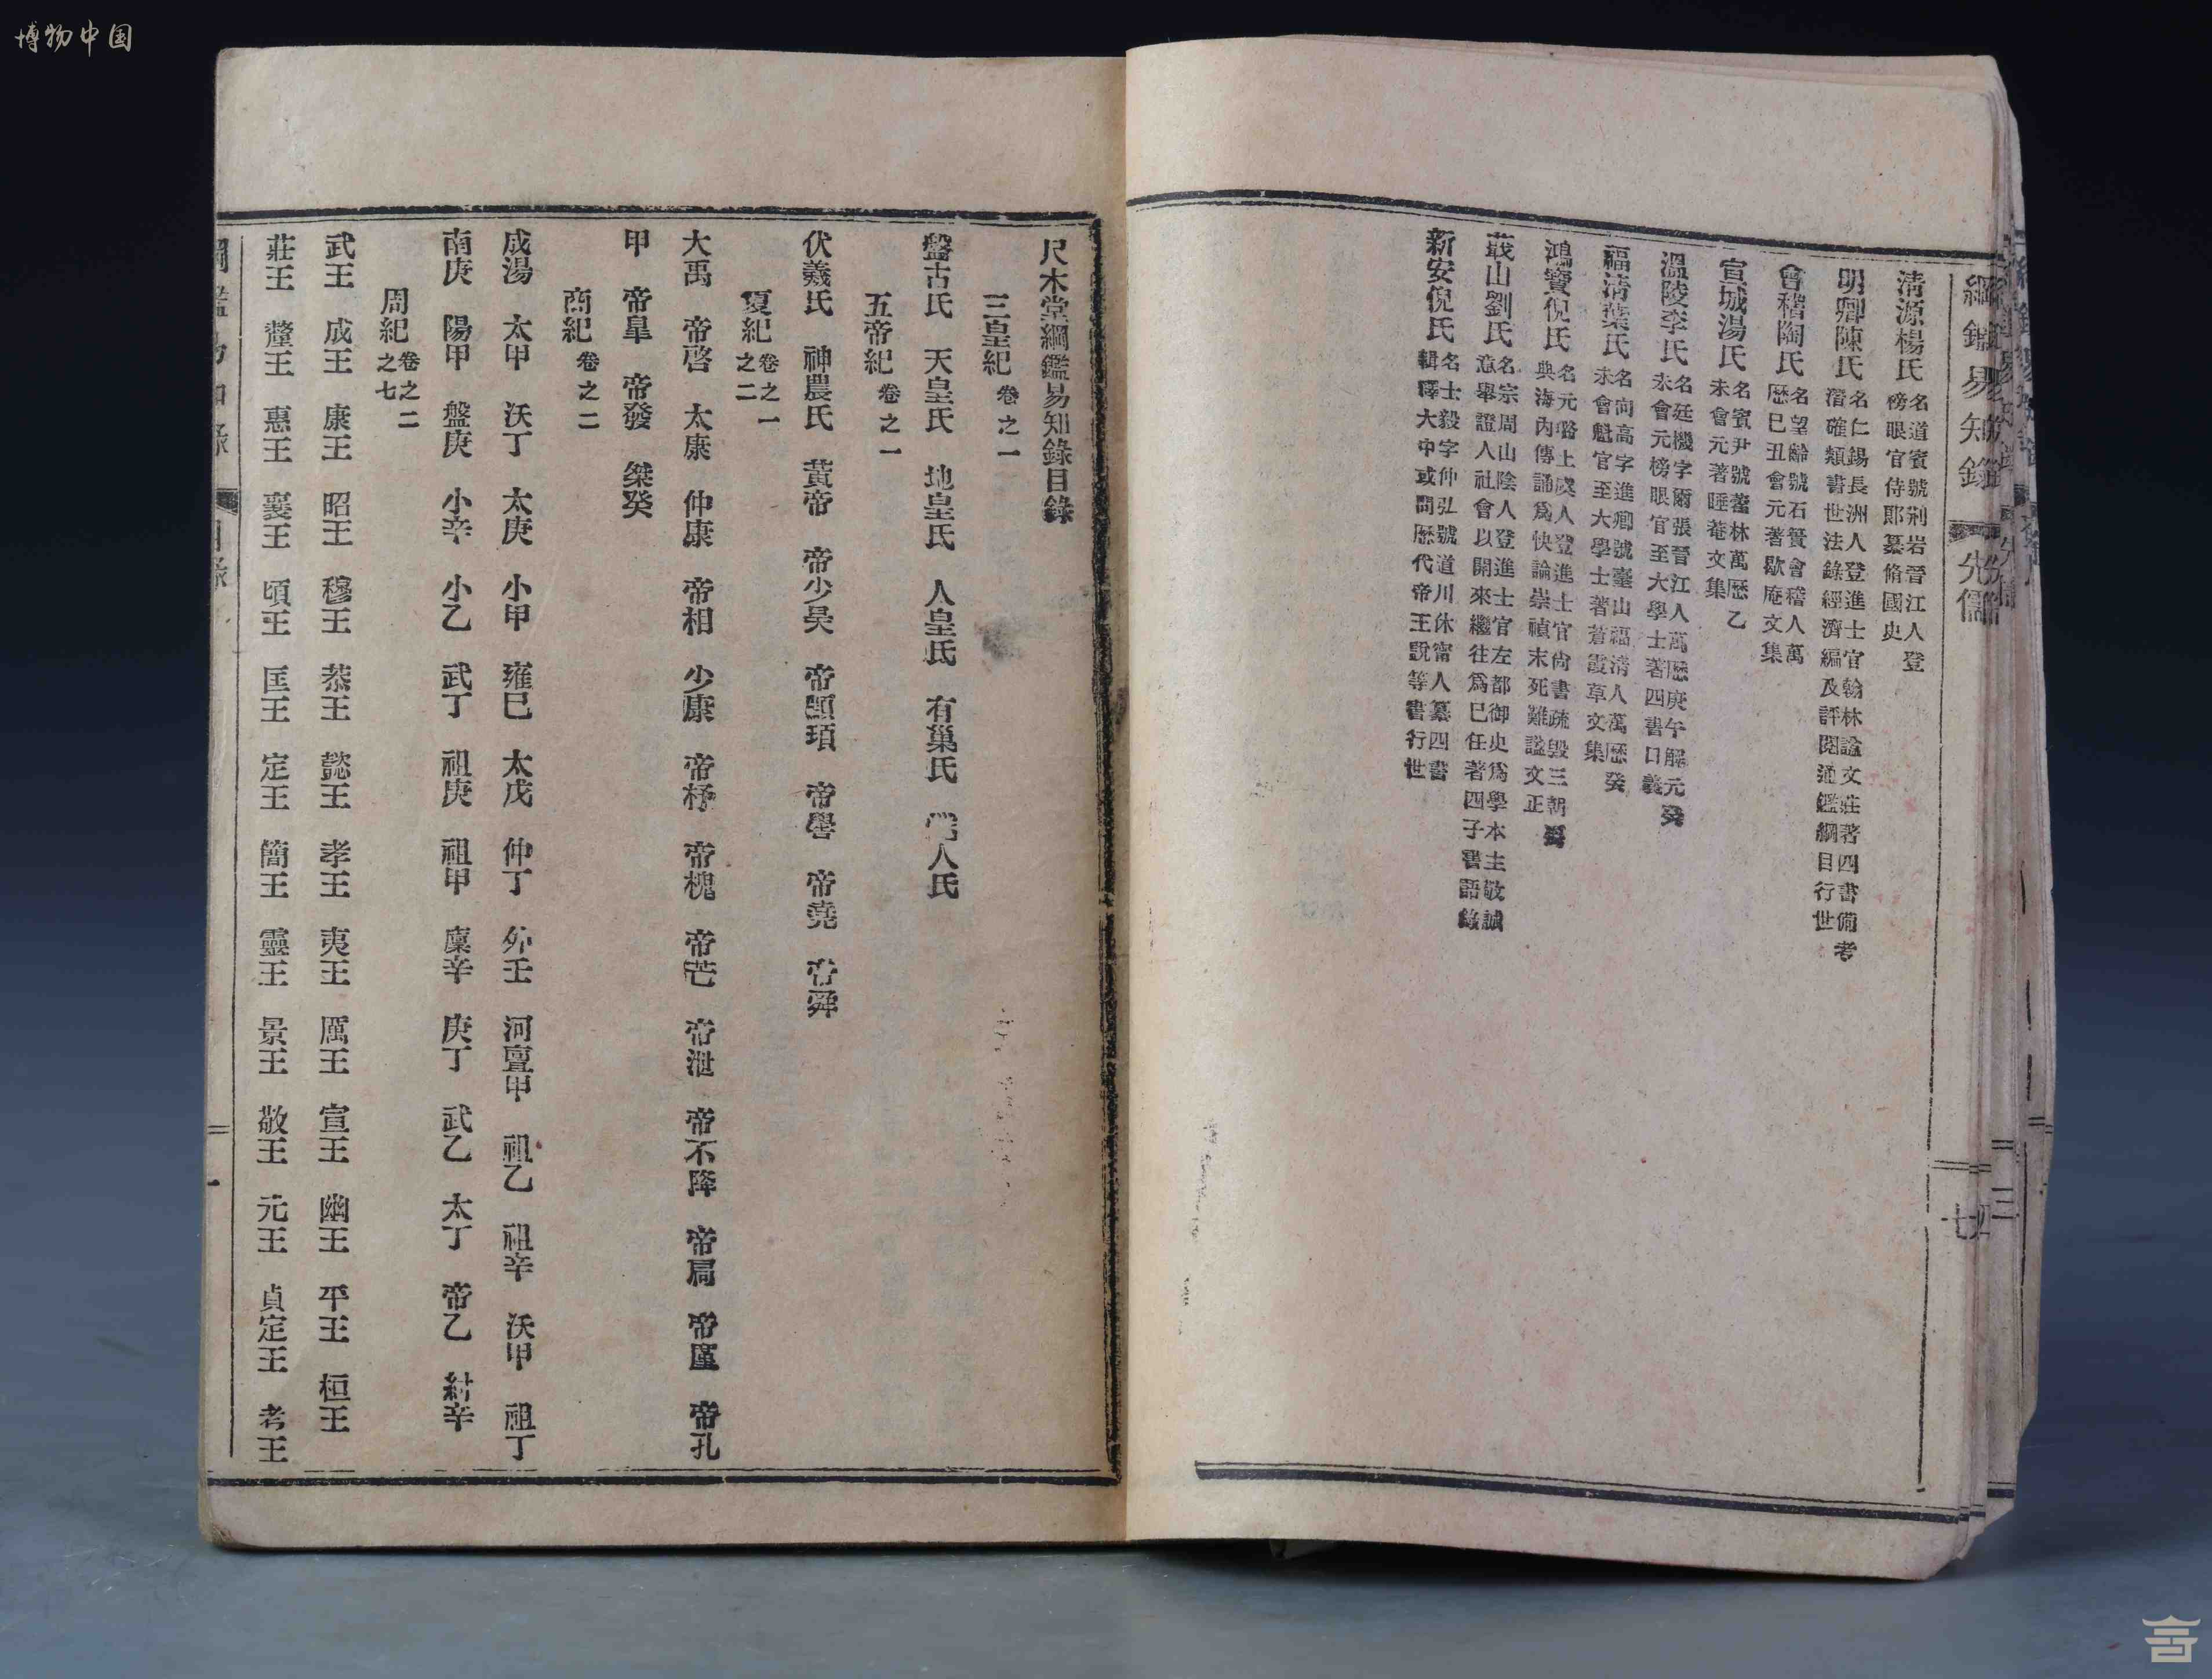 博物中国
綱鑑易知錄 先儒
清源楊氏 名道賓號荆岩晉江人登
榜眼官侍郎纂脩國史
明卿陳氏 名仁錫長洲人登進士官翰林諡文莊著四書備考
潛確類書世法錄經濟編及評閱通鑑綱目行世
會稽陶氏 名望齡號石簣會稽人萬
歷己丑會元著歇庵文集
宣城湯氏 名賓尹號霍林萬歷乙
未會元著睡菴文集
溫陵李氏 名廷機字爾張晉江人萬歷庚午解元癸
未會元榜眼官至大學士著四書口義
福清葉氏 名向高字進卿號臺山福清人萬歷癸
未會魁官至大學士著蒼霞草文集
鴻寶倪氏 名元璐上虞人登進士官尚書疏毀三朝要
典海內傳誦爲快論崇禎末死難諡文正
蕺山劉氏 名宗周山陰人登進士官左都御史爲學本主敬誠
意舉證人社會以開來繼往爲己任著四子書語錄
新安倪氏 名士毅字仲弘號道川休甯人纂四書
輯釋大中或問歷代帝王說等書行世
尺木堂綱鑑易知錄目錄
三皇紀 卷之一
盤古氏 天皇氏 地皇氏 人皇氏 有巢氏 人氏
五帝紀 卷之一
伏羲氏 神農氏 黃帝 帝少昊 帝顓頊 帝嚳 帝堯 帝舜
夏紀 卷之一
之二
大禹 帝啓 太康 仲康 帝相 少康 帝杼 帝槐 帝芒 帝泄 帝不降 帝扃 帝廑 帝孔
甲 帝皐 帝發 桀癸
商紀 卷之二
成湯 太甲 沃丁 太庚 小甲 雍己 太戊 仲丁 外壬 河亶甲 祖乙 祖辛 沃甲 祖丁
南庚 陽甲 盤庚 小辛 小乙 武丁 祖庚 祖甲 廩辛 庚丁 武乙 太丁 帝乙 紂辛
周紀 卷之二
之七
武王 成王 康王 昭王 穆王 恭王 懿王 孝王 夷王 厲王 宣王 幽王 平王 桓王
莊王 釐王 惠王 襄王 頃王 匡王 定王 簡王 靈王 景王 敬王 元王 貞定王 考王